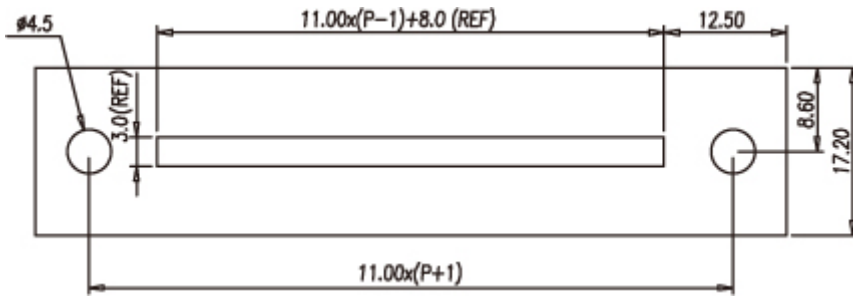 ø4.5
11.00x(P-1)+8.0 (REF)
12.50
3.0(REF)
8.60
17.20
11.00x(P+1)